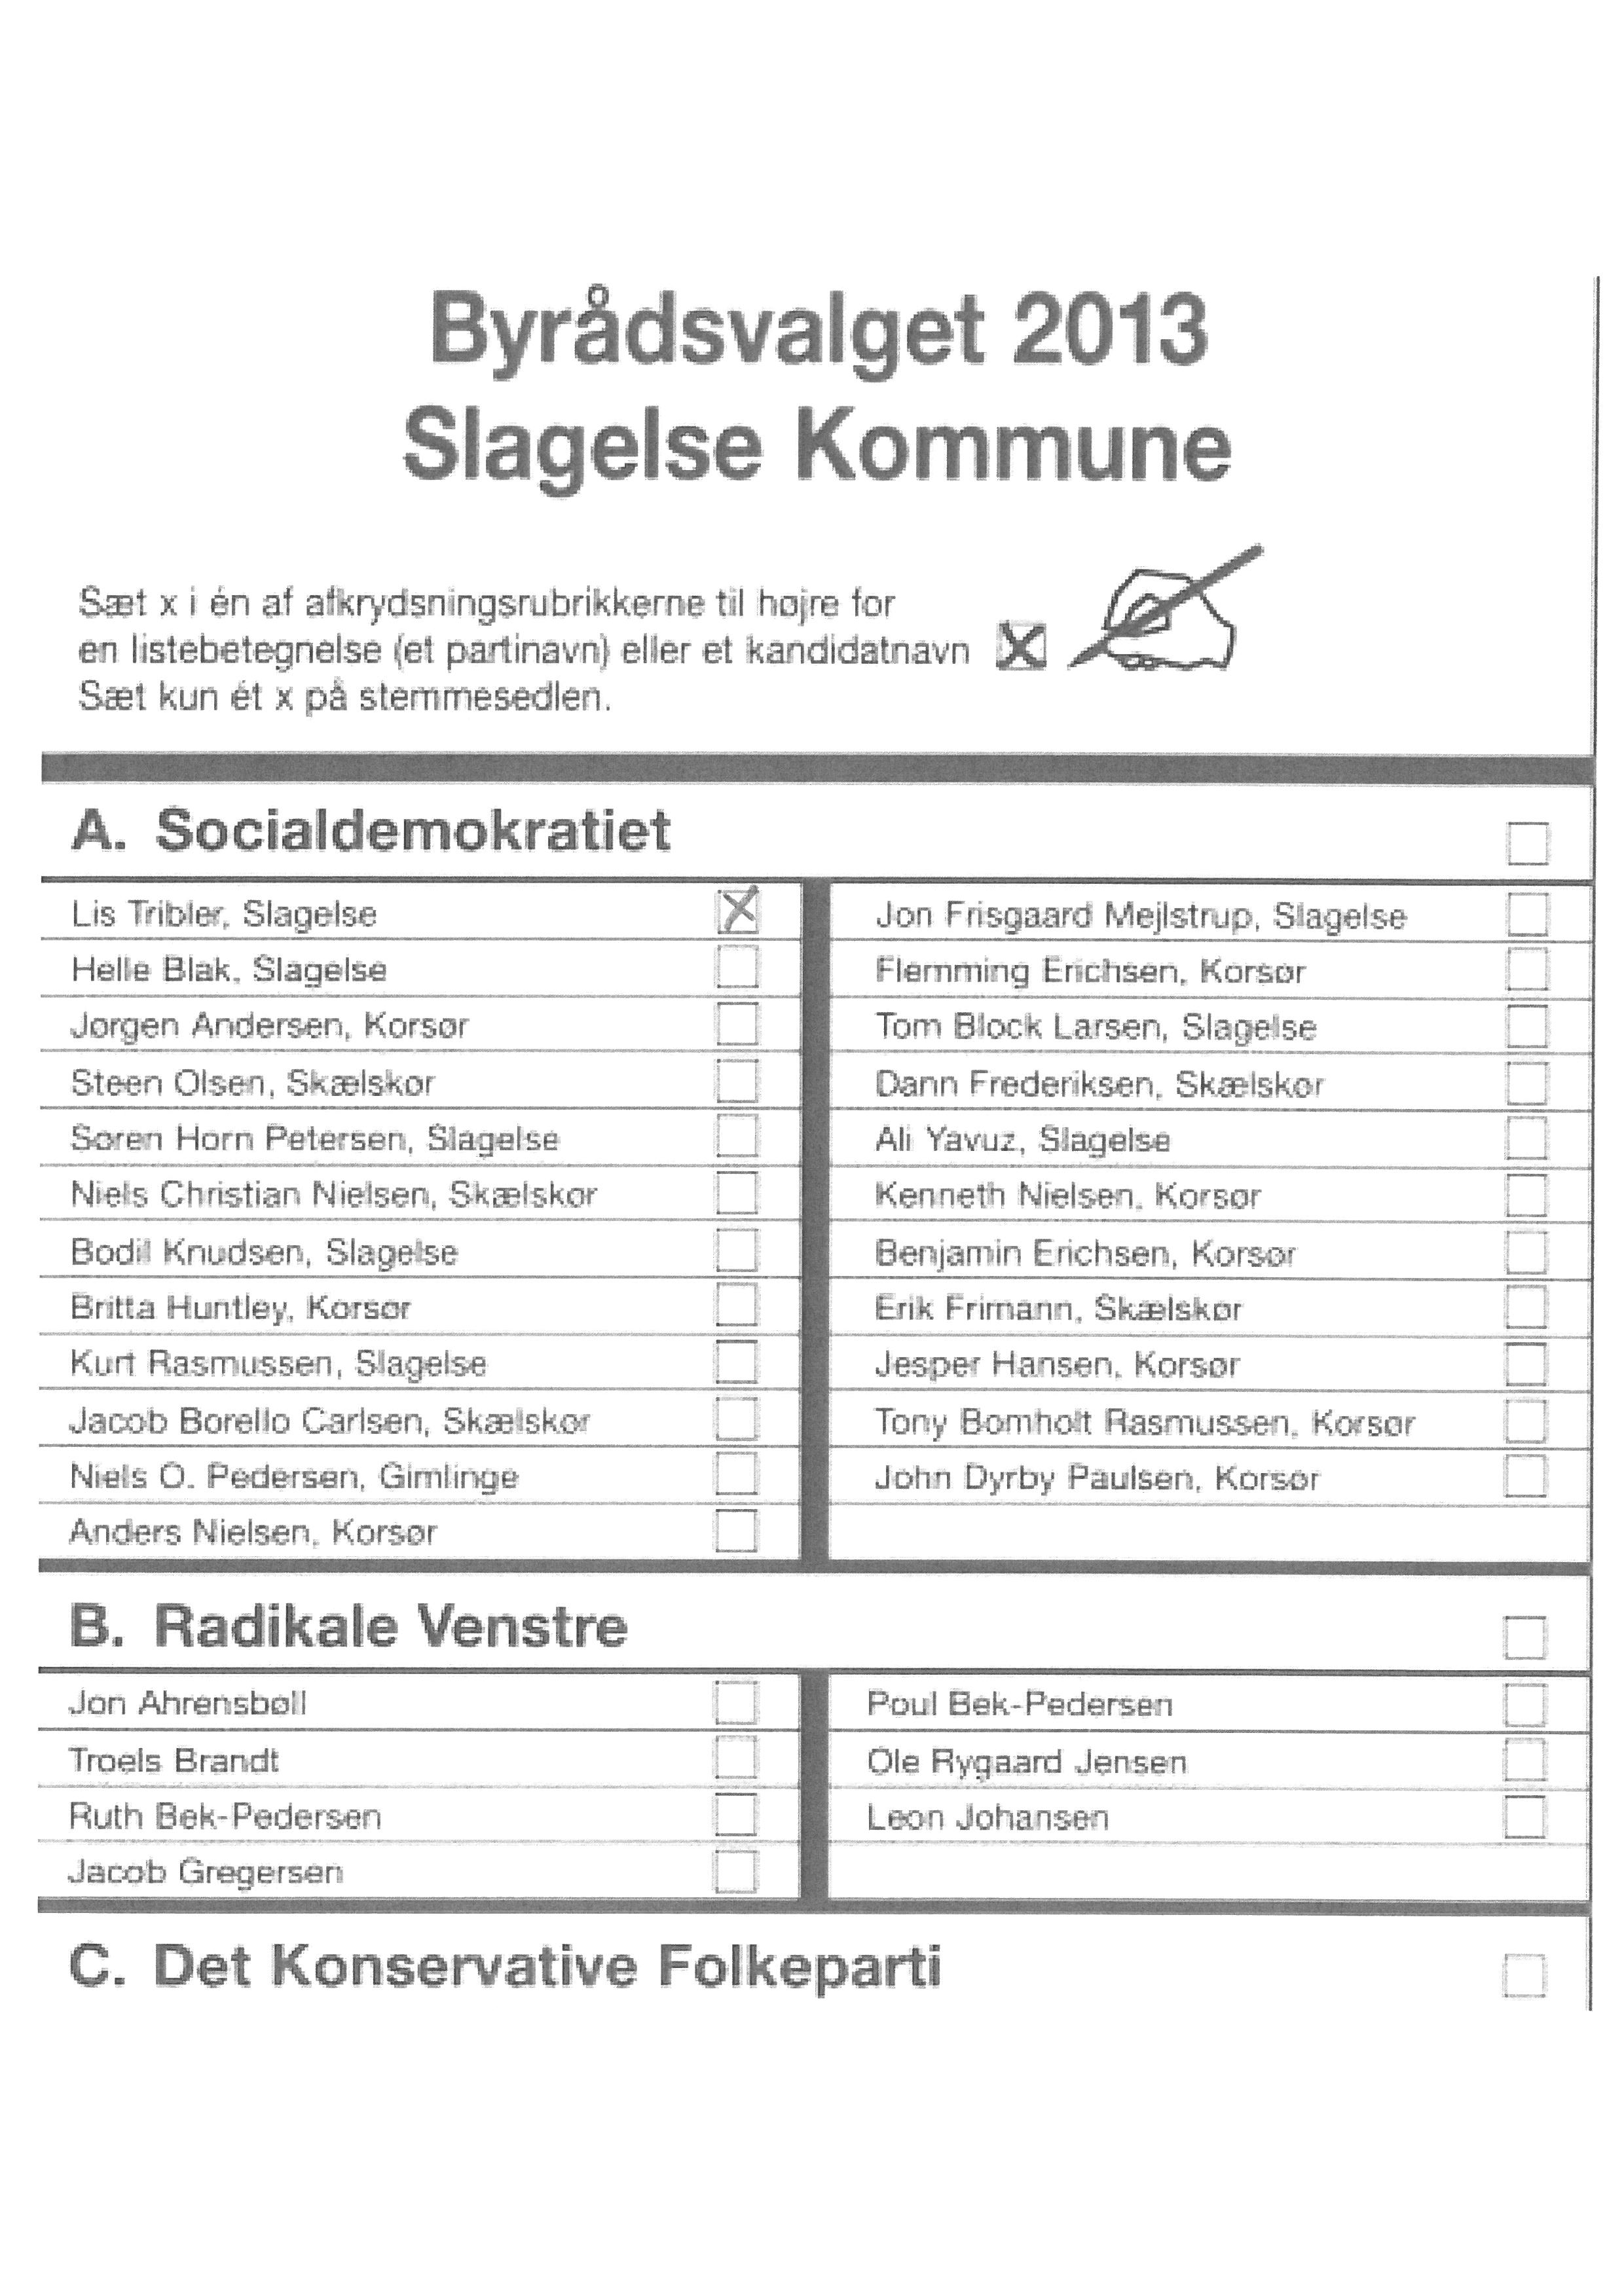 Byrådsvalget 2013
Slagelse Kommune
Sæt x i én af afkrydsningsrubrikkerne til højre for
en listebetegnelse (et partinavn) eller et kandidatnavn
Sæt kun ét x på stemmesedlen.
A. Socialdemokratiet
Lis Tribler, Slagelse
Helle Blak, Slagelse
Jørgen Andersen, Korsør
Steen Olsen, Skælskør
Søren Horn Petersen, Slagelse
Niels Christian Nielsen, Skælskør
Bodil Knudsen, Slagelse
Britta Huntley, Korsør
Kurt Rasmussen, Slagelse
Jacob Borello Carlsen, Skælskør
Niels O. Pedersen, Gimlinge
Anders Nielsen, Korsør
Jon Frisgaard Mejlstrup, Slagelse
Flemming Erichsen, Korsør
Tom Block Larsen, Slagelse
Dann Frederiksen, Skælskør
Ali Yavuz, Slagelse
Kenneth Nielsen, Korsør
Benjamin Erichsen, Korsør
Erik Frimann, Skælskør
Jesper Hansen, Korsør
Tony Bomholt Rasmussen, Korsør
John Dyrby Paulsen, Korsør
B. Radikale Venstre
Jon Ahrensbøll
Troels Brandt
Ruth Bek-Pedersen
Jacob Gregersen
Poul Bek-Pedersen
Ole Rygaard Jensen
Leon Johansen
C. Det Konservative Folkeparti